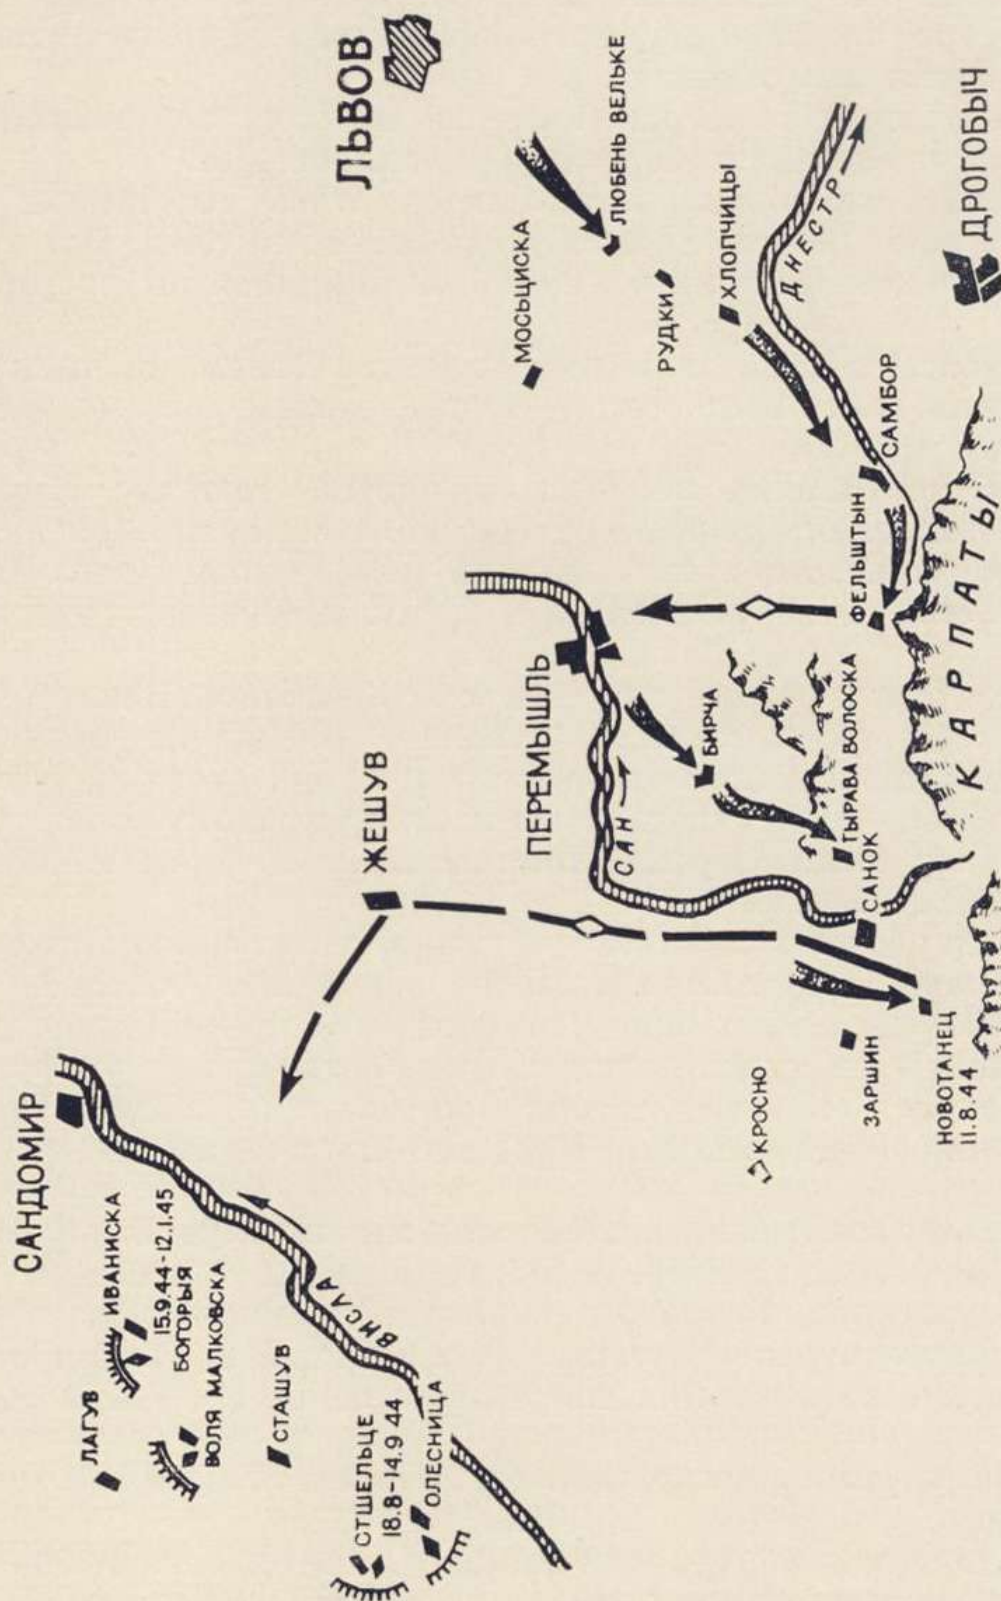 САНДОМИР
ЛАГУВ
ИВАНИСКА
15.9.44-12.1.45
БОГОРЫЯ
ВОЛЯ МАЛКОВСКА
СТАШУВ
СТШЕЛЬЦЕ
18.8-14.9 44
ОЛЕСНИЦА
ВИСЛА
ЖЕШУВ
ЛЬВОВ
ПЕРЕМЫШЛЬ
САН
МОСЬЦИСКА
ЛЮБЕНЬ ВЕЛЬКЕ
РУДКИ
ХЛОПЧИЦЫ
ДНЕСТР
БИРЧА
ТЫРАВА ВОЛОСКА
ФЕЛЬШТЫН
САМБОР
ДРОГОБЫЧ
КРОСНО
ЗАРШИН
САНОК
НОВОТАНЕЦ
11.8.44
КАРПАТЫ